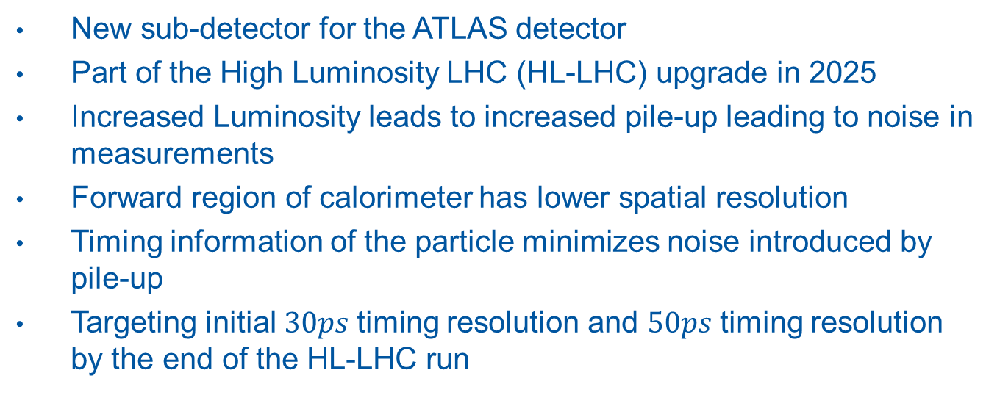 • New sub-detector for the ATLAS detector
• Part of the High Luminosity LHC (HL-LHC) upgrade in 2025
• Increased Luminosity leads to increased pile-up leading to noise in
measurements
• Forward region of calorimeter has lower spatial resolution
• Timing information of the particle minimizes noise introduced by
pile-up
• Targeting initial 30ps timing resolution and 50ps timing resolution
by the end of the HL-LHC run